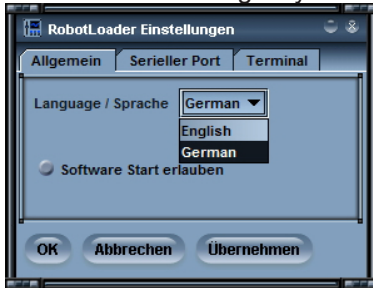 RobotLoader Einstellungen
Allgemein Serieller Port Terminal
Language / Sprache German
English
German
Software Start erlauben
OK Abbrechen Übernehmen